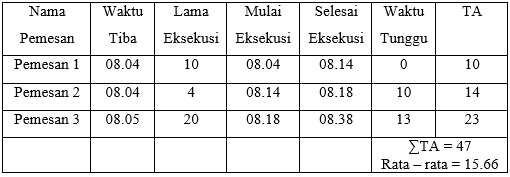 Nama Pemesan Waktu Tiba Lama Eksekusi Mulai Eksekusi Selesai Eksekusi Waktu Tunggu TA
Pemesan 1 08.04 10 08.04 08.14 0 10
Pemesan 2 08.04 4 08.14 08.18 10 14
Pemesan 3 08.05 20 08.18 08.38 13 23
∑TA = 47
Rata – rata = 15.66